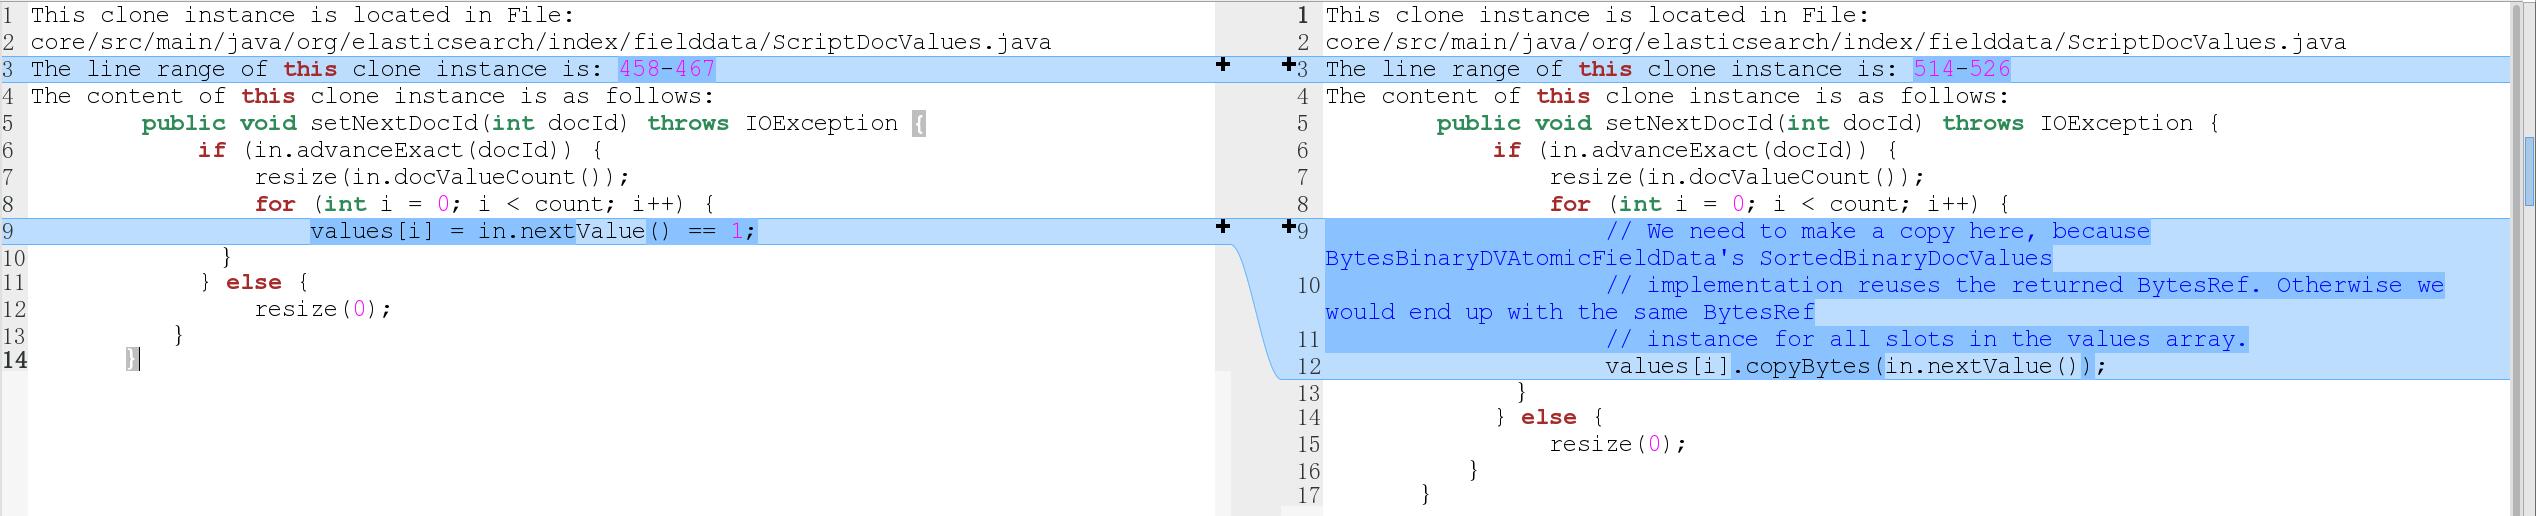 1 This clone instance is located in File:
2 core/src/main/java/org/elasticsearch/index/fielddata/ScriptDocValues.java
3 The line range of this clone instance is: 458-467
4 The content of this clone instance is as follows:
5 public void setNextDocId(int docId) throws IOException {
6 if (in.advanceExact(docId)) {
7 resize(in.docValueCount());
8 for (int i = 0; i < count; i++) {
9 values[i] = in.nextValue() == 1;
10 }
11 } else {
12 resize(0);
13 }
14 }
1 This clone instance is located in File:
2 core/src/main/java/org/elasticsearch/index/fielddata/ScriptDocValues.java
3 The line range of this clone instance is: 514-526
4 The content of this clone instance is as follows:
5 public void setNextDocId(int docId) throws IOException {
6 if (in.advanceExact(docId)) {
7 resize(in.docValueCount());
8 for (int i = 0; i < count; i++) {
9 // We need to make a copy here, because
BytesBinaryDVAtomicFieldData's SortedBinaryDocValues
10 // implementation reuses the returned BytesRef. Otherwise we
would end up with the same BytesRef
11 // instance for all slots in the values array.
12 values[i].copyBytes(in.nextValue());
13 }
14 } else {
15 resize(0);
16 }
17 }